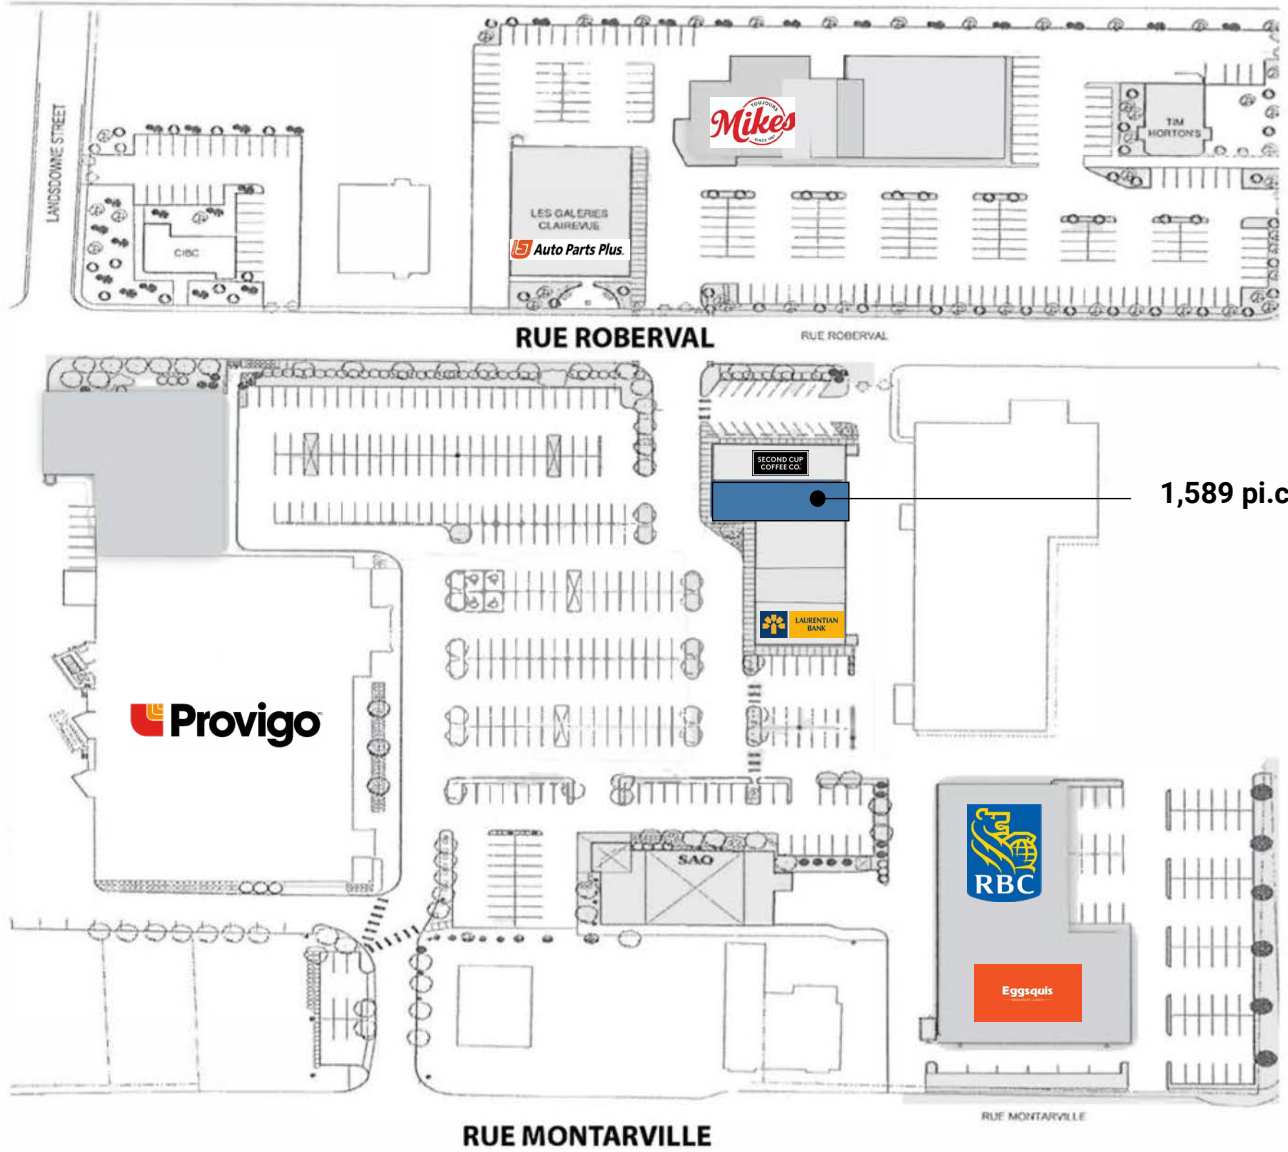 LANDSDOWNE STREET
TOUJOURS
Mikes
TIM
HORTON'S
LES GALERIES
CLAIREVUE
Auto Parts Plus
CIBC
RUE ROBERVAL
RUE ROBERVAL
SECOND CUP
COFFEE CO.
1,589 pi.c
LAURENTIAN
BANK
Provigo
SAQ
RBC
Eggsquis
RUE MONTARVILLE
RUE MONTARVILLE